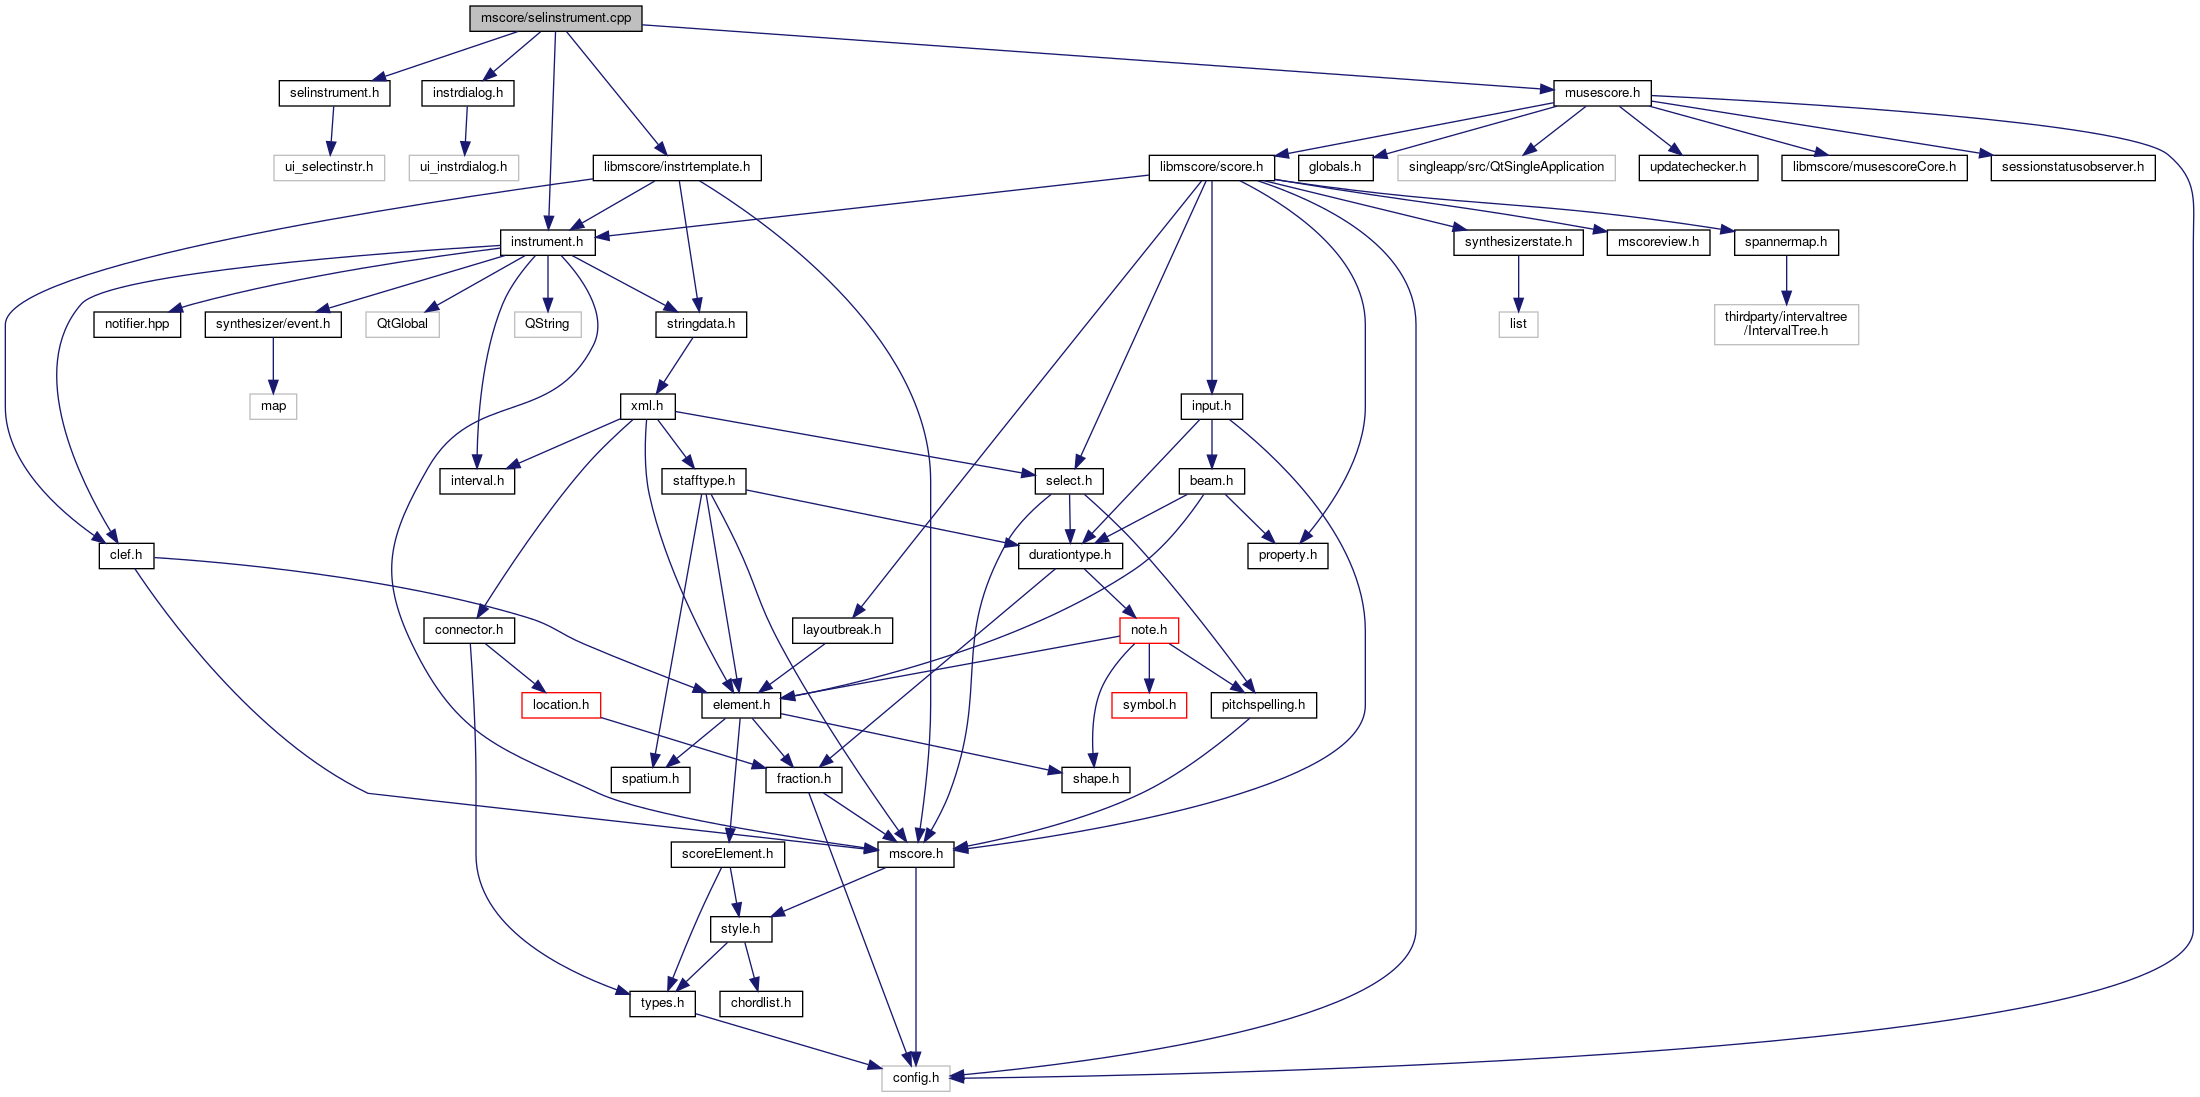 mscore/selinstrument.cpp
selinstrument.h
instrdialog.h
musescore.h
ui_selectinstr.h
ui_instrdialog.h
libmscore/instrtemplate.h
libmscore/score.h
globals.h
singleapp/src/QtSingleApplication
updatechecker.h
libmscore/musescoreCore.h
sessionstatusobserver.h
instrument.h
synthesizerstate.h
mscoreview.h
spannermap.h
notifier.hpp
synthesizer/event.h
QtGlobal
QString
stringdata.h
list
thirdparty/intervaltree
/IntervalTree.h
map
xml.h
input.h
interval.h
stafftype.h
select.h
beam.h
clef.h
durationtype.h
property.h
connector.h
layoutbreak.h
note.h
location.h
element.h
symbol.h
pitchspelling.h
spatium.h
fraction.h
shape.h
scoreElement.h
mscore.h
style.h
types.h
chordlist.h
config.h